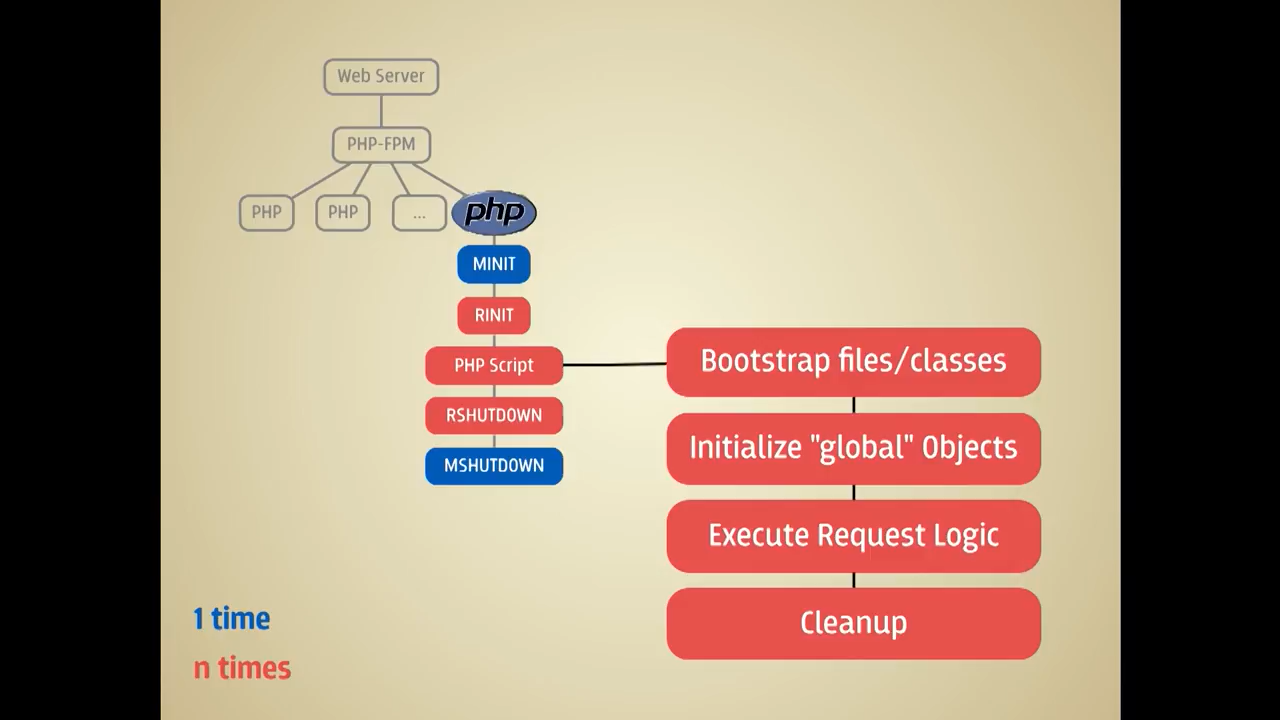 Web Server
PHP-FPM
PHP
PHP
...
php
MINIT
RINIT
PHP Script
RSHUTDOWN
MSHUTDOWN
Bootstrap files/classes
Initialize "global" Objects
Execute Request Logic
Cleanup
1 time
n times